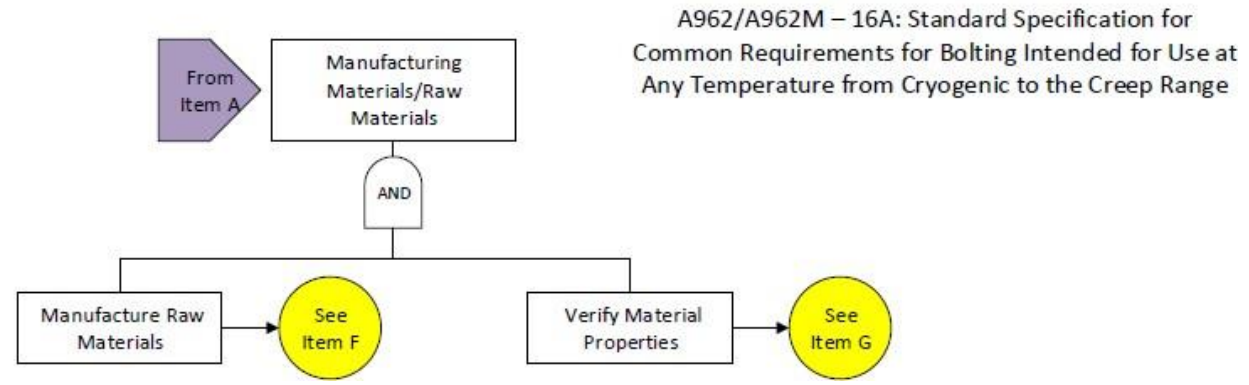 A962/A962M – 16A: Standard Specification for
Common Requirements for Bolting Intended for Use at
Any Temperature from Cryogenic to the Creep Range
From
Item A
Manufacturing
Materials/Raw
Materials
AND
Manufacture Raw
Materials
See
Item F
Verify Material
Properties
See
Item G